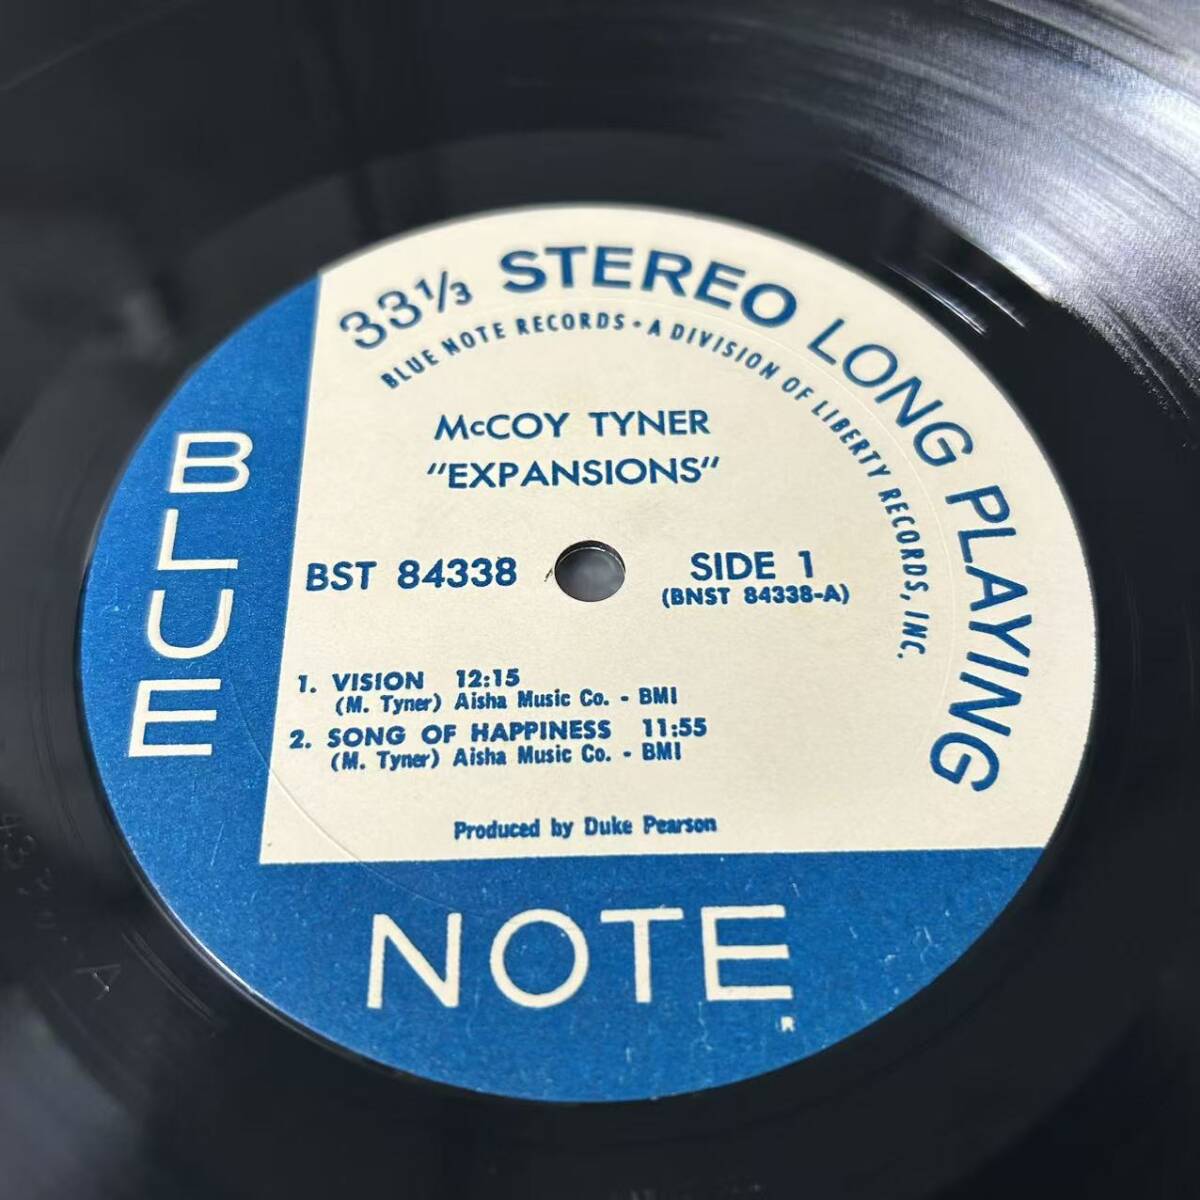 33 1/3 STEREO LONG PLAYING
BLUE NOTE RECORDS • A DIVISION OF LIBERTY RECORDS, INC.
McCOY TYNER
"EXPANSIONS"
BST 84338
SIDE 1
(BNST 84338-A)
1. VISION 12:15
(M. Tyner) Aisha Music Co. - BMI
2. SONG OF HAPPINESS 11:55
(M. Tyner) Aisha Music Co. - BMI
Produced by Duke Pearson
BLUE
NOTE
R